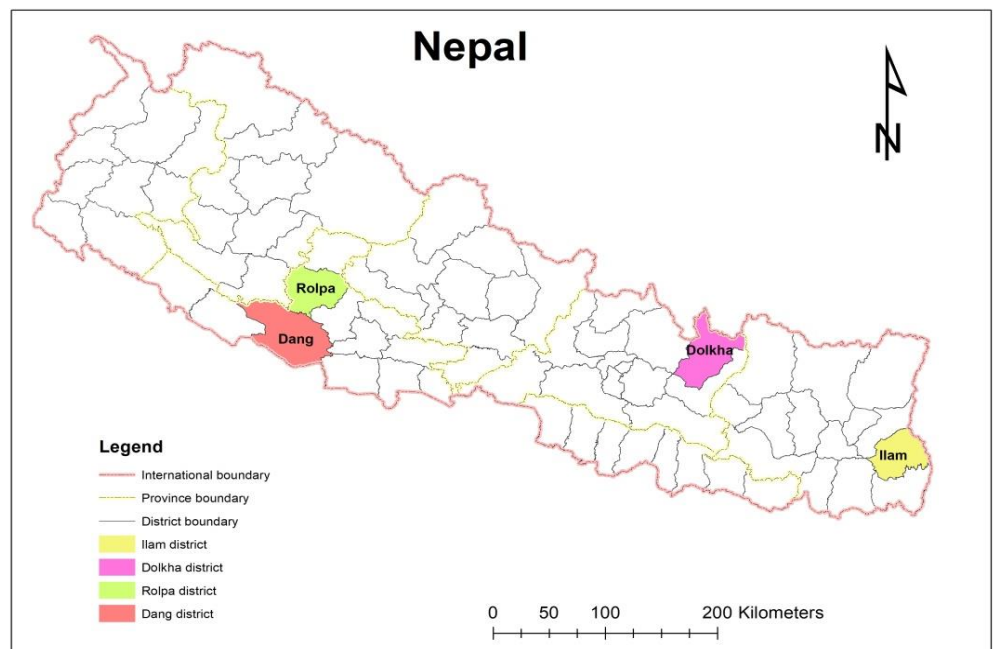 Nepal
N
Rolpa
Dang
Dolkha
Ilam
Legend
International boundary
Province boundary
District boundary
Ilam district
Dolkha district
Rolpa district
Dang district
0 50 100 200 Kilometers